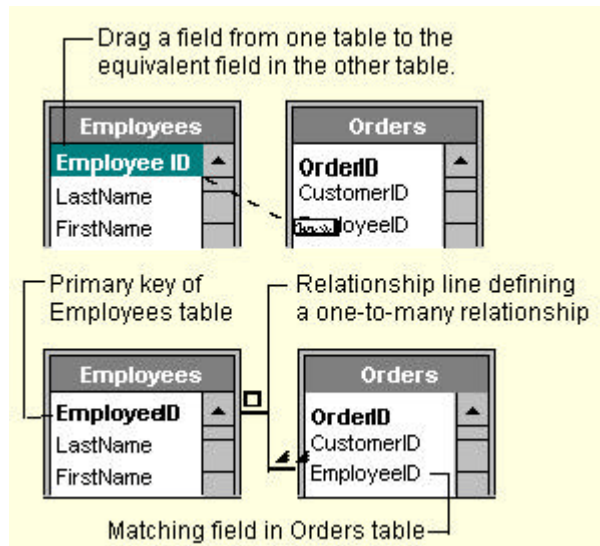 Drag a field from one table to the
equivalent field in the other table.
Employees
Employee ID
LastName
FirstName
Orders
OrderID
CustomerID
Primary key of
Employees table
Relationship line defining
a one-to-many relationship
Employees
EmployeeID
LastName
FirstName
Orders
OrderID
CustomerID
EmployeeID
Matching field in Orders table